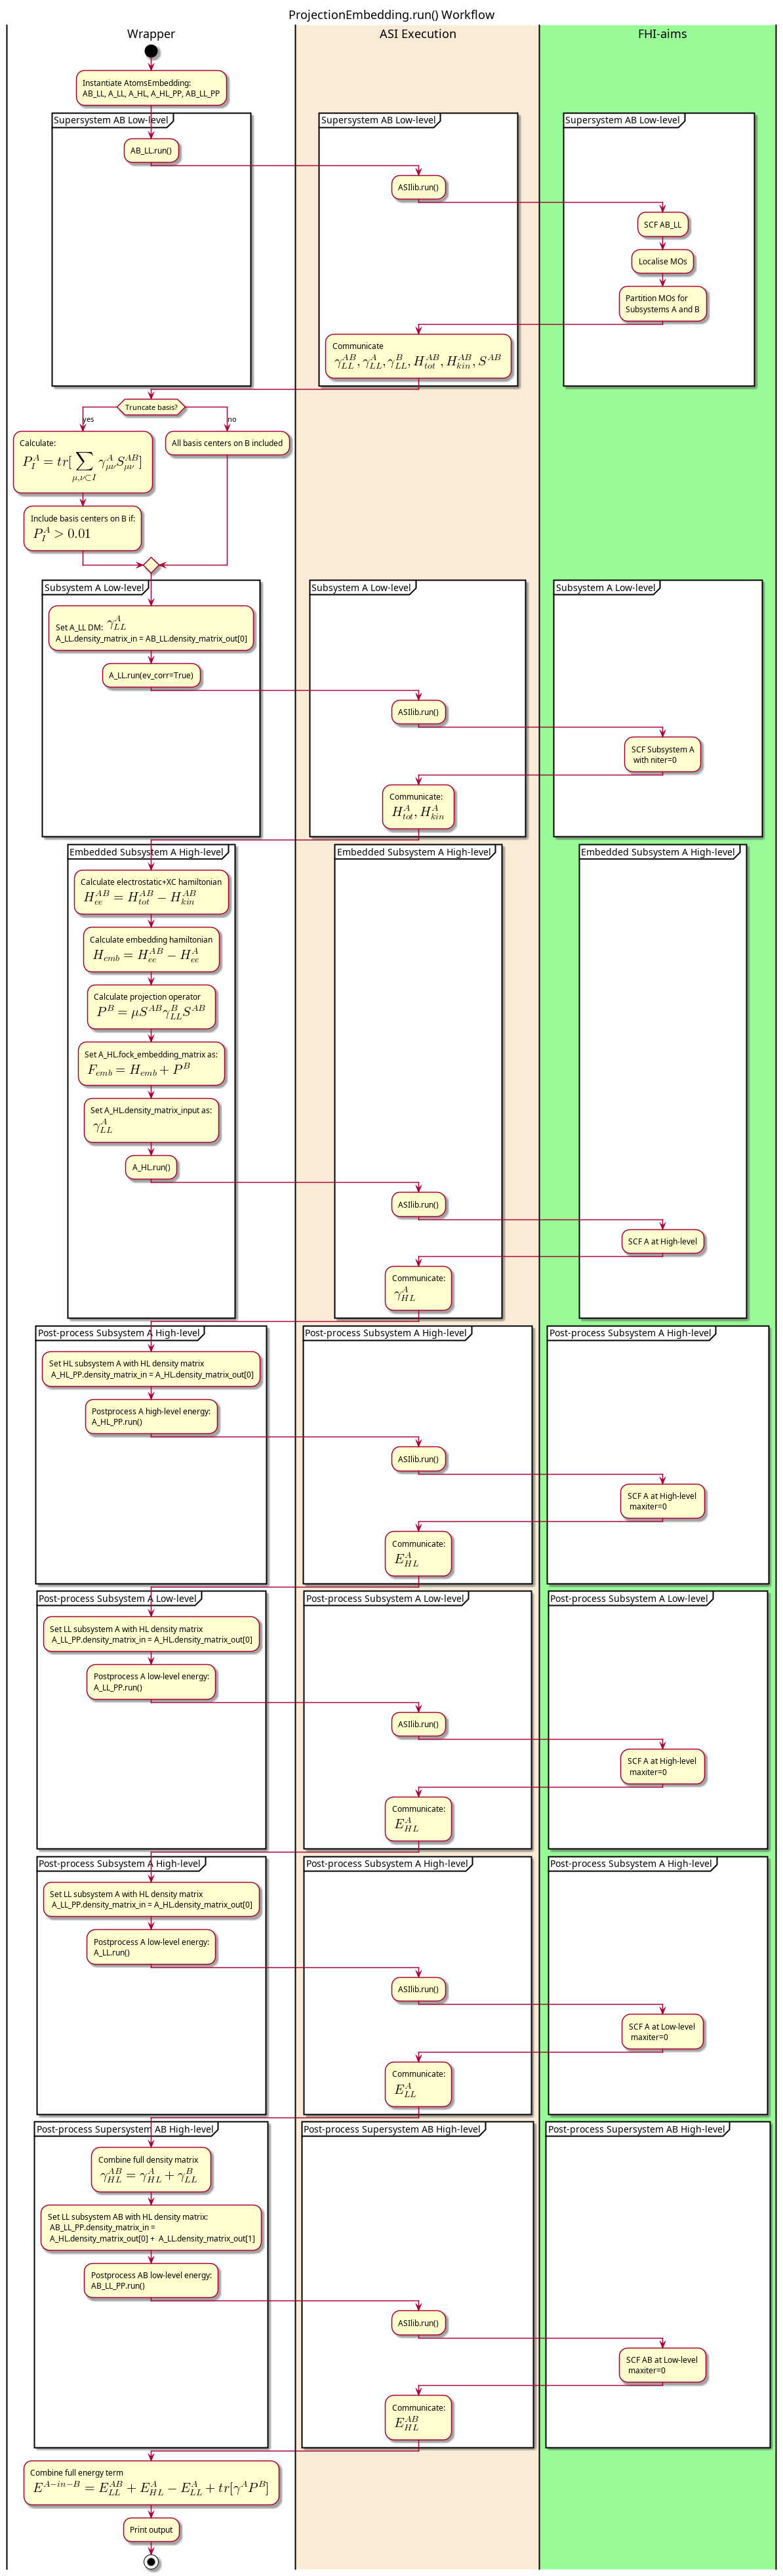 ProjectionEmbedding.run() Workflow
Wrapper
ASI Execution
FHI-aims
Instantiate AtomsEmbedding:
AB_LL, A_LL, A_HL, A_HL_PP, AB_LL_PP
Supersystem AB Low-level
Supersystem AB Low-level
Supersystem AB Low-level
AB_LL.run()
ASIlib.run()
SCF AB_LL
Localise MOs
Partition MOs for
Subsystems A and B
Communicate
$\gamma_{LL}^{AB}, \gamma_{LL}^{A}, \gamma_{LL}^{B}, H_{tot}^{AB}, H_{kin}^{AB}, S^{AB}$
Truncate basis?
yes
no
Calculate:
$P_I^A = tr[\sum_{\mu,\nu \subset I} \gamma_{\mu\nu}^A S_{\mu\nu}^{AB}]$
All basis centers on B included
Include basis centers on B if:
$P_I^A > 0.01$
Subsystem A Low-level
Subsystem A Low-level
Subsystem A Low-level
Set A_LL DM: $\gamma_{LL}^A$
A_LL.density_matrix_in = AB_LL.density_matrix_out[0]
A_LL.run(ev_corr=True)
ASIlib.run()
SCF Subsystem A
with niter=0
Communicate:
$H_{tot}^A, H_{kin}^A$
Embedded Subsystem A High-level
Embedded Subsystem A High-level
Embedded Subsystem A High-level
Calculate electrostatic+XC hamiltonian
$H_{ee}^{AB} = H_{tot}^{AB} - H_{kin}^{AB}$
Calculate embedding hamiltonian
$H_{emb} = H_{ee}^{AB} - H_{ee}^A$
Calculate projection operator
$P^B = \mu S^{AB} \gamma_{LL}^B S^{AB}$
Set A_HL.fock_embedding_matrix as:
$F_{emb} = H_{emb} + P^B$
Set A_HL.density_matrix_input as:
$\gamma_{LL}^A$
A_HL.run()
ASIlib.run()
SCF A at High-level
Communicate:
$\gamma_{HL}^A$
Post-process Subsystem A High-level
Post-process Subsystem A High-level
Post-process Subsystem A High-level
Set HL subsystem A with HL density matrix
A_HL_PP.density_matrix_in = A_HL.density_matrix_out[0]
Postprocess A high-level energy:
A_HL_PP.run()
ASIlib.run()
SCF A at High-level
maxiter=0
Communicate:
$E_{HL}^A$
Post-process Subsystem A Low-level
Post-process Subsystem A Low-level
Post-process Subsystem A Low-level
Set LL subsystem A with HL density matrix
A_LL_PP.density_matrix_in = A_HL.density_matrix_out[0]
Postprocess A low-level energy:
A_LL_PP.run()
ASIlib.run()
SCF A at High-level
maxiter=0
Communicate:
$E_{HL}^A$
Post-process Subsystem A High-level
Post-process Subsystem A High-level
Post-process Subsystem A High-level
Set LL subsystem A with HL density matrix
A_LL_PP.density_matrix_in = A_HL.density_matrix_out[0]
Postprocess A low-level energy:
A_LL.run()
ASIlib.run()
SCF A at Low-level
maxiter=0
Communicate:
$E_{LL}^A$
Post-process Supersystem AB High-level
Post-process Supersystem AB High-level
Post-process Supersystem AB High-level
Combine full density matrix
$\gamma_{HL}^{AB} = \gamma_{HL}^A + \gamma_{LL}^B$
Set LL subsystem AB with HL density matrix:
AB_LL_PP.density_matrix_in =
A_HL.density_matrix_out[0] + A_LL.density_matrix_out[1]
Postprocess AB low-level energy:
AB_LL_PP.run()
ASIlib.run()
SCF AB at Low-level
maxiter=0
Communicate:
$E_{HL}^{AB}$
Combine full energy term
$E^{A-in-B} = E_{LL}^{AB} + E_{HL}^A - E_{LL}^A + tr[\gamma^A P^B]$
Print output